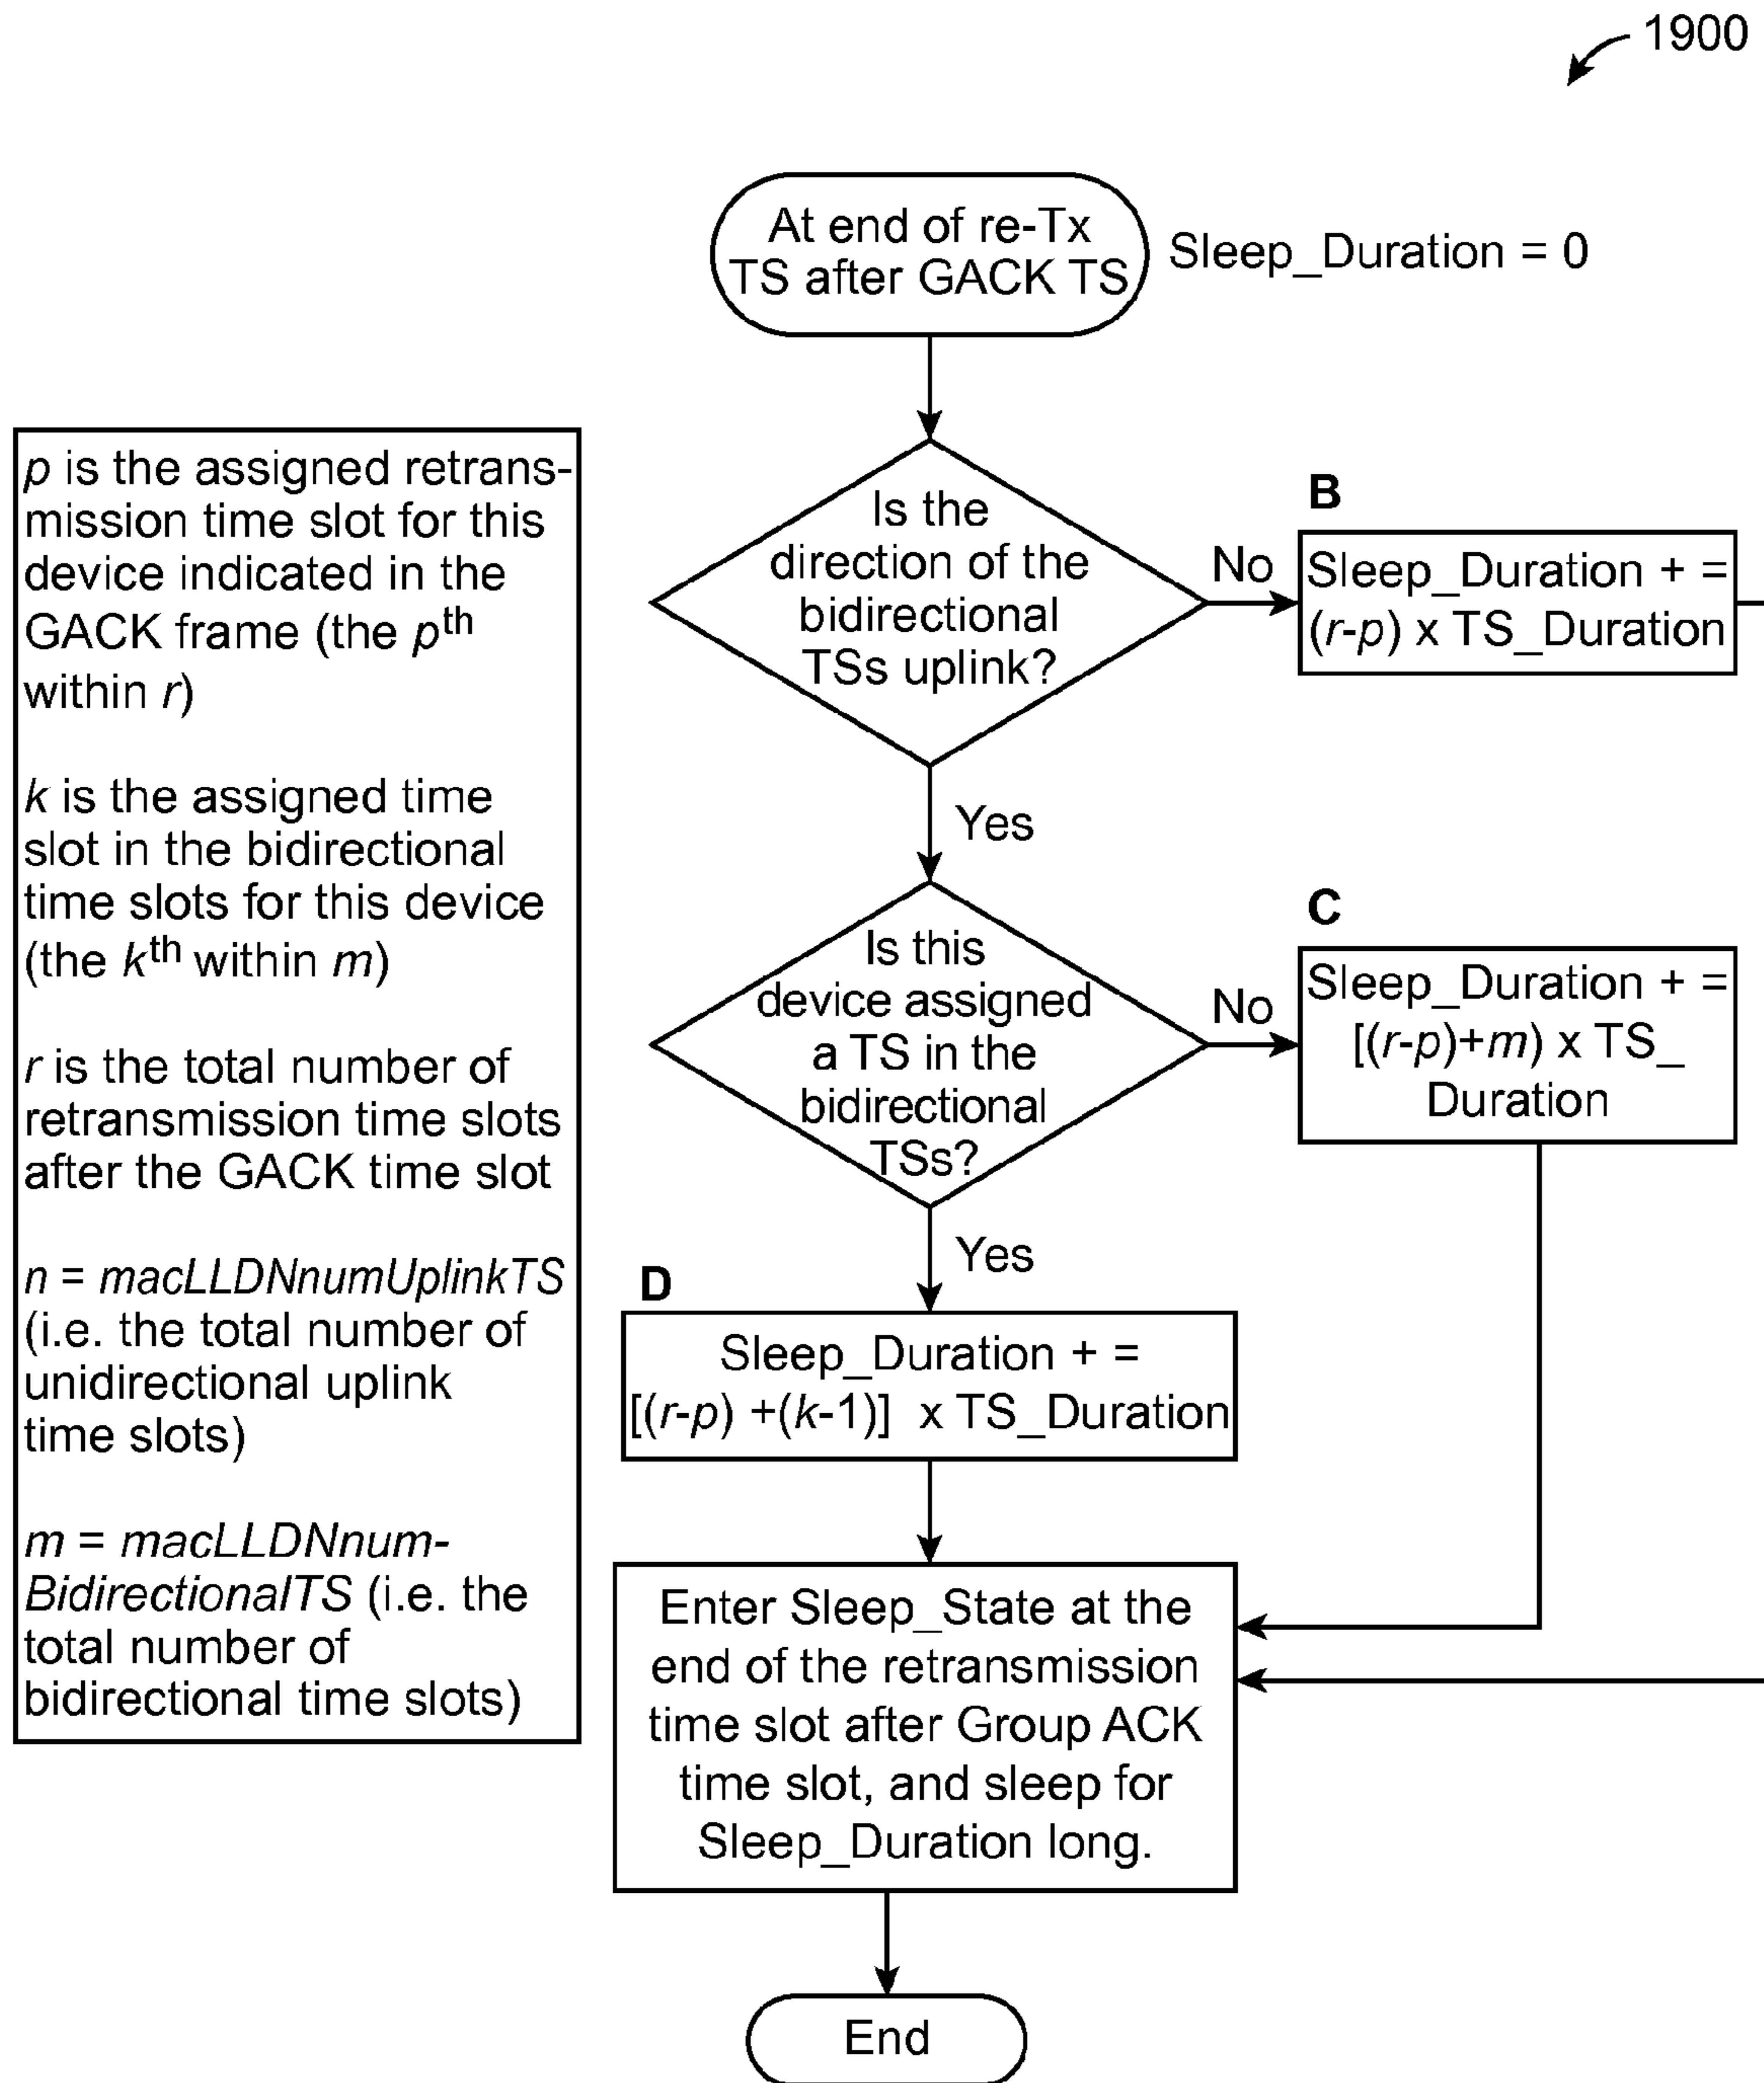 1900
At end of re-Tx
TS after GACK TS
Sleep_Duration = 0
p is the assigned retrans-
mission time slot for this
device indicated in the
GACK frame (the pth
within r)
k is the assigned time
slot in the bidirectional
time slots for this device
(the kth within m)
r is the total number of
retransmission time slots
after the GACK time slot
n = macLLDNnumUplinkTS
(i.e. the total number of
unidirectional uplink
time slots)
m = macLLDNnum-
BidirectionalTS (i.e. the
total number of
bidirectional time slots)
Is the
direction of the
bidirectional
TSs uplink?
No
B
Sleep_Duration + =
(r-p) x TS_Duration
Yes
Is this
device assigned
a TS in the
bidirectional
TSs?
No
C
Sleep_Duration + =
[(r-p)+m) x TS_
Duration
Yes
D
Sleep_Duration + =
[(r-p) +(k-1)] x TS_Duration
Enter Sleep_State at the
end of the retransmission
time slot after Group ACK
time slot, and sleep for
Sleep_Duration long.
End